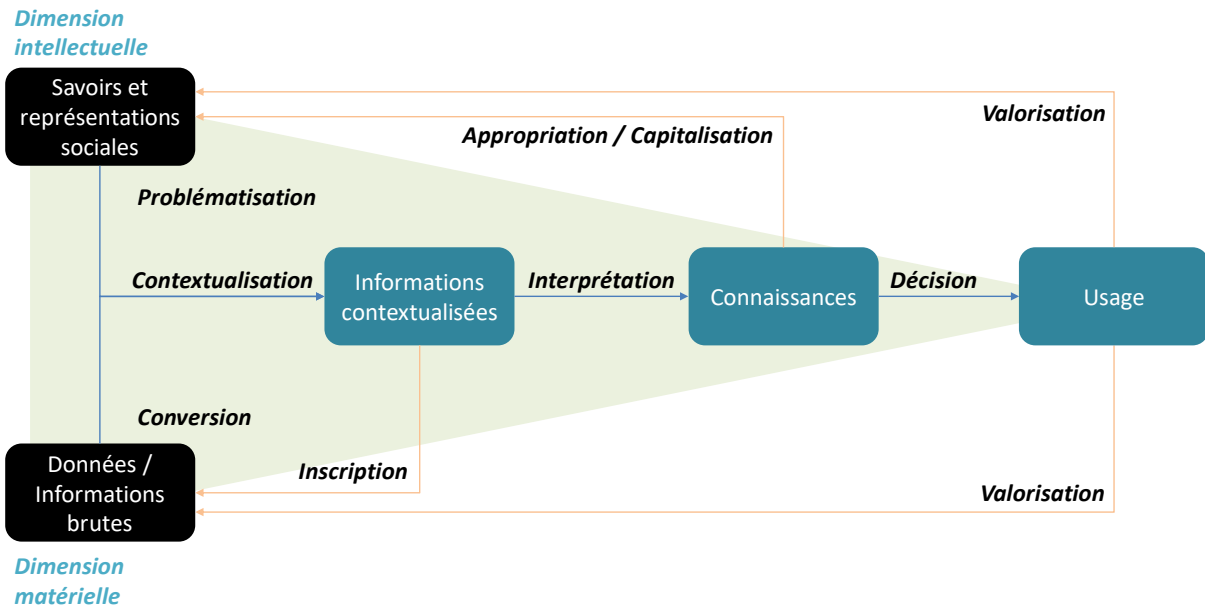 Dimension
intellectuelle
Savoirs et
représentations
sociales
Valorisation
Appropriation / Capitalisation
Problématisation
Contextualisation
Informations
contextualisées
Interprétation
Connaissances
Décision
Usage
Conversion
Données /
Informations
brutes
Inscription
Valorisation
Dimension
matérielle